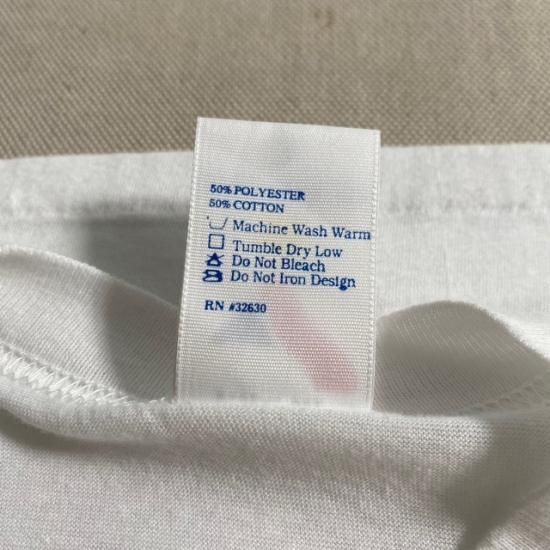 50% POLYESTER
50% COTTON
Machine Wash Warm
Tumble Dry Low
Do Not Bleach
Do Not Iron Design
RN #32630